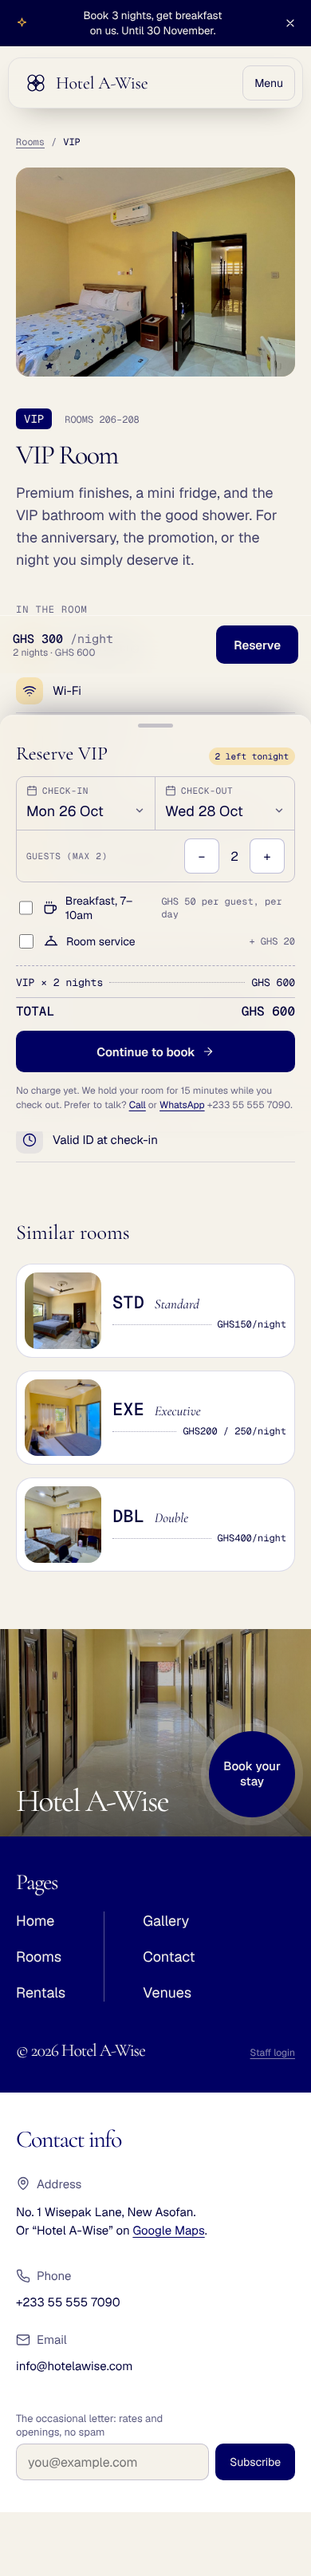 Book 3 nights, get breakfast
on us. Until 30 November.
Hotel A-Wise
Menu
Rooms / VIP
VIP
ROOMS 206–208
VIP Room
Premium finishes, a mini fridge, and the
VIP bathroom with the good shower. For
the anniversary, the promotion, or the
night you simply deserve it.
IN THE ROOM
GHS 300 /night
2 nights · GHS 600
Reserve
Wi-Fi
Reserve VIP
2 left tonight
CHECK-IN
Mon 26 Oct
CHECK-OUT
Wed 28 Oct
GUESTS (MAX 2)
− 2 +
Breakfast, 7–
10am
GHS 50 per guest, per
day
Room service
+ GHS 20
VIP × 2 nights
GHS 600
TOTAL
GHS 600
Continue to book →
No charge yet. We hold your room for 15 minutes while you
check out. Prefer to talk? Call or WhatsApp +233 55 555 7090.
Valid ID at check-in
Similar rooms
STD Standard
GHS150/night
EXE Executive
GHS200 / 250/night
DBL Double
GHS400/night
Hotel A-Wise
Book your
stay
Pages
Home
Rooms
Rentals
Gallery
Contact
Venues
© 2026 Hotel A-Wise
Staff login
Contact info
Address
No. 1 Wisepak Lane, New Asofan.
Or “Hotel A-Wise” on Google Maps.
Phone
+233 55 555 7090
Email
info@hotelawise.com
The occasional letter: rates and
openings, no spam
you@example.com
Subscribe